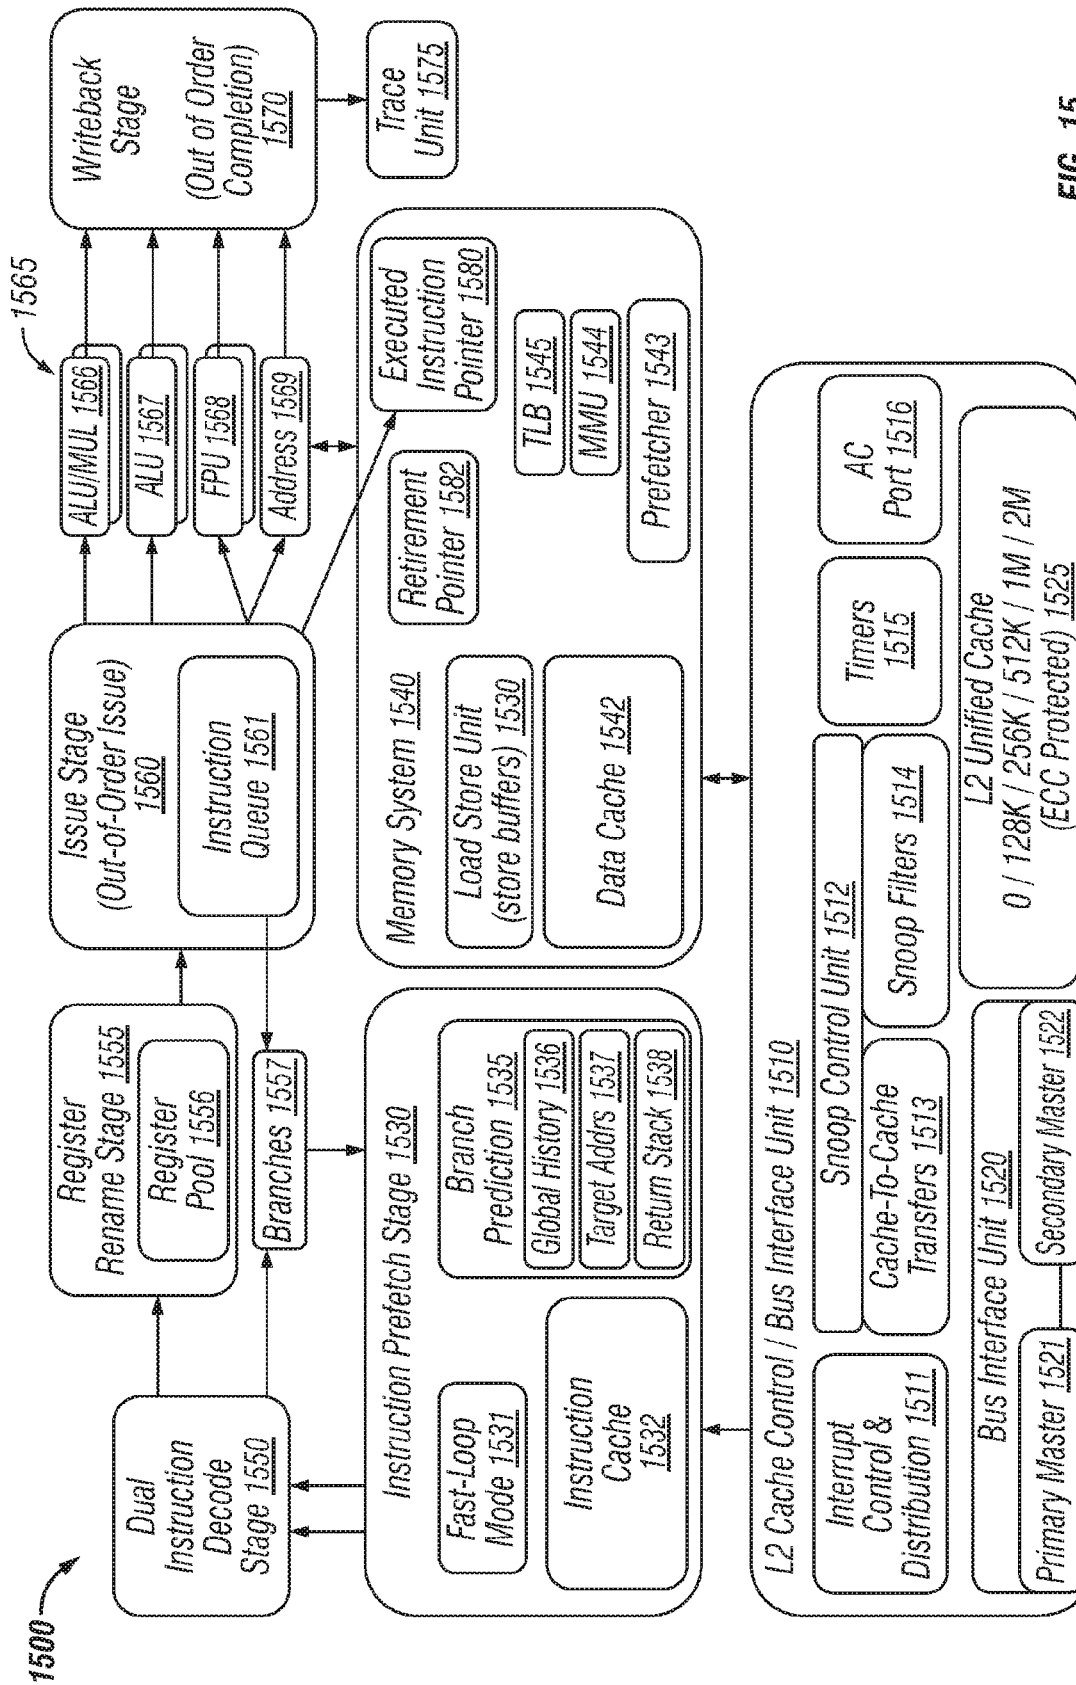 1500
Dual
Instruction
Decode
Stage 1550
Register
Rename Stage 1555
Register
Pool 1556
Branches 1557
Issue Stage
(Out-of-Order Issue)
1560
Instruction
Queue 1561
1565
ALU/MUL 1566
ALU 1567
FPU 1568
Address 1569
Writeback
Stage
(Out of Order
Completion)
1570
Trace
Unit 1575
Instruction Prefetch Stage 1530
Fast-Loop
Mode 1531
Instruction
Cache
1532
Branch
Prediction 1535
Global History 1536
Target Addrs 1537
Return Stack 1538
Memory System 1540
Load Store Unit
(store buffers) 1530
Data Cache 1542
Retirement
Pointer 1582
Executed
Instruction
Pointer 1580
TLB 1545
MMU 1544
Prefetcher 1543
L2 Cache Control / Bus Interface Unit 1510
Interrupt
Control &
Distribution 1511
Snoop Control Unit 1512
Cache-To-Cache
Transfers 1513
Snoop Filters 1514
Timers
1515
AC
Port 1516
Bus Interface Unit 1520
Primary Master 1521
Secondary Master 1522
L2 Unified Cache
0 / 128K / 256K / 512K / 1M / 2M
(ECC Protected) 1525
FIG. 15